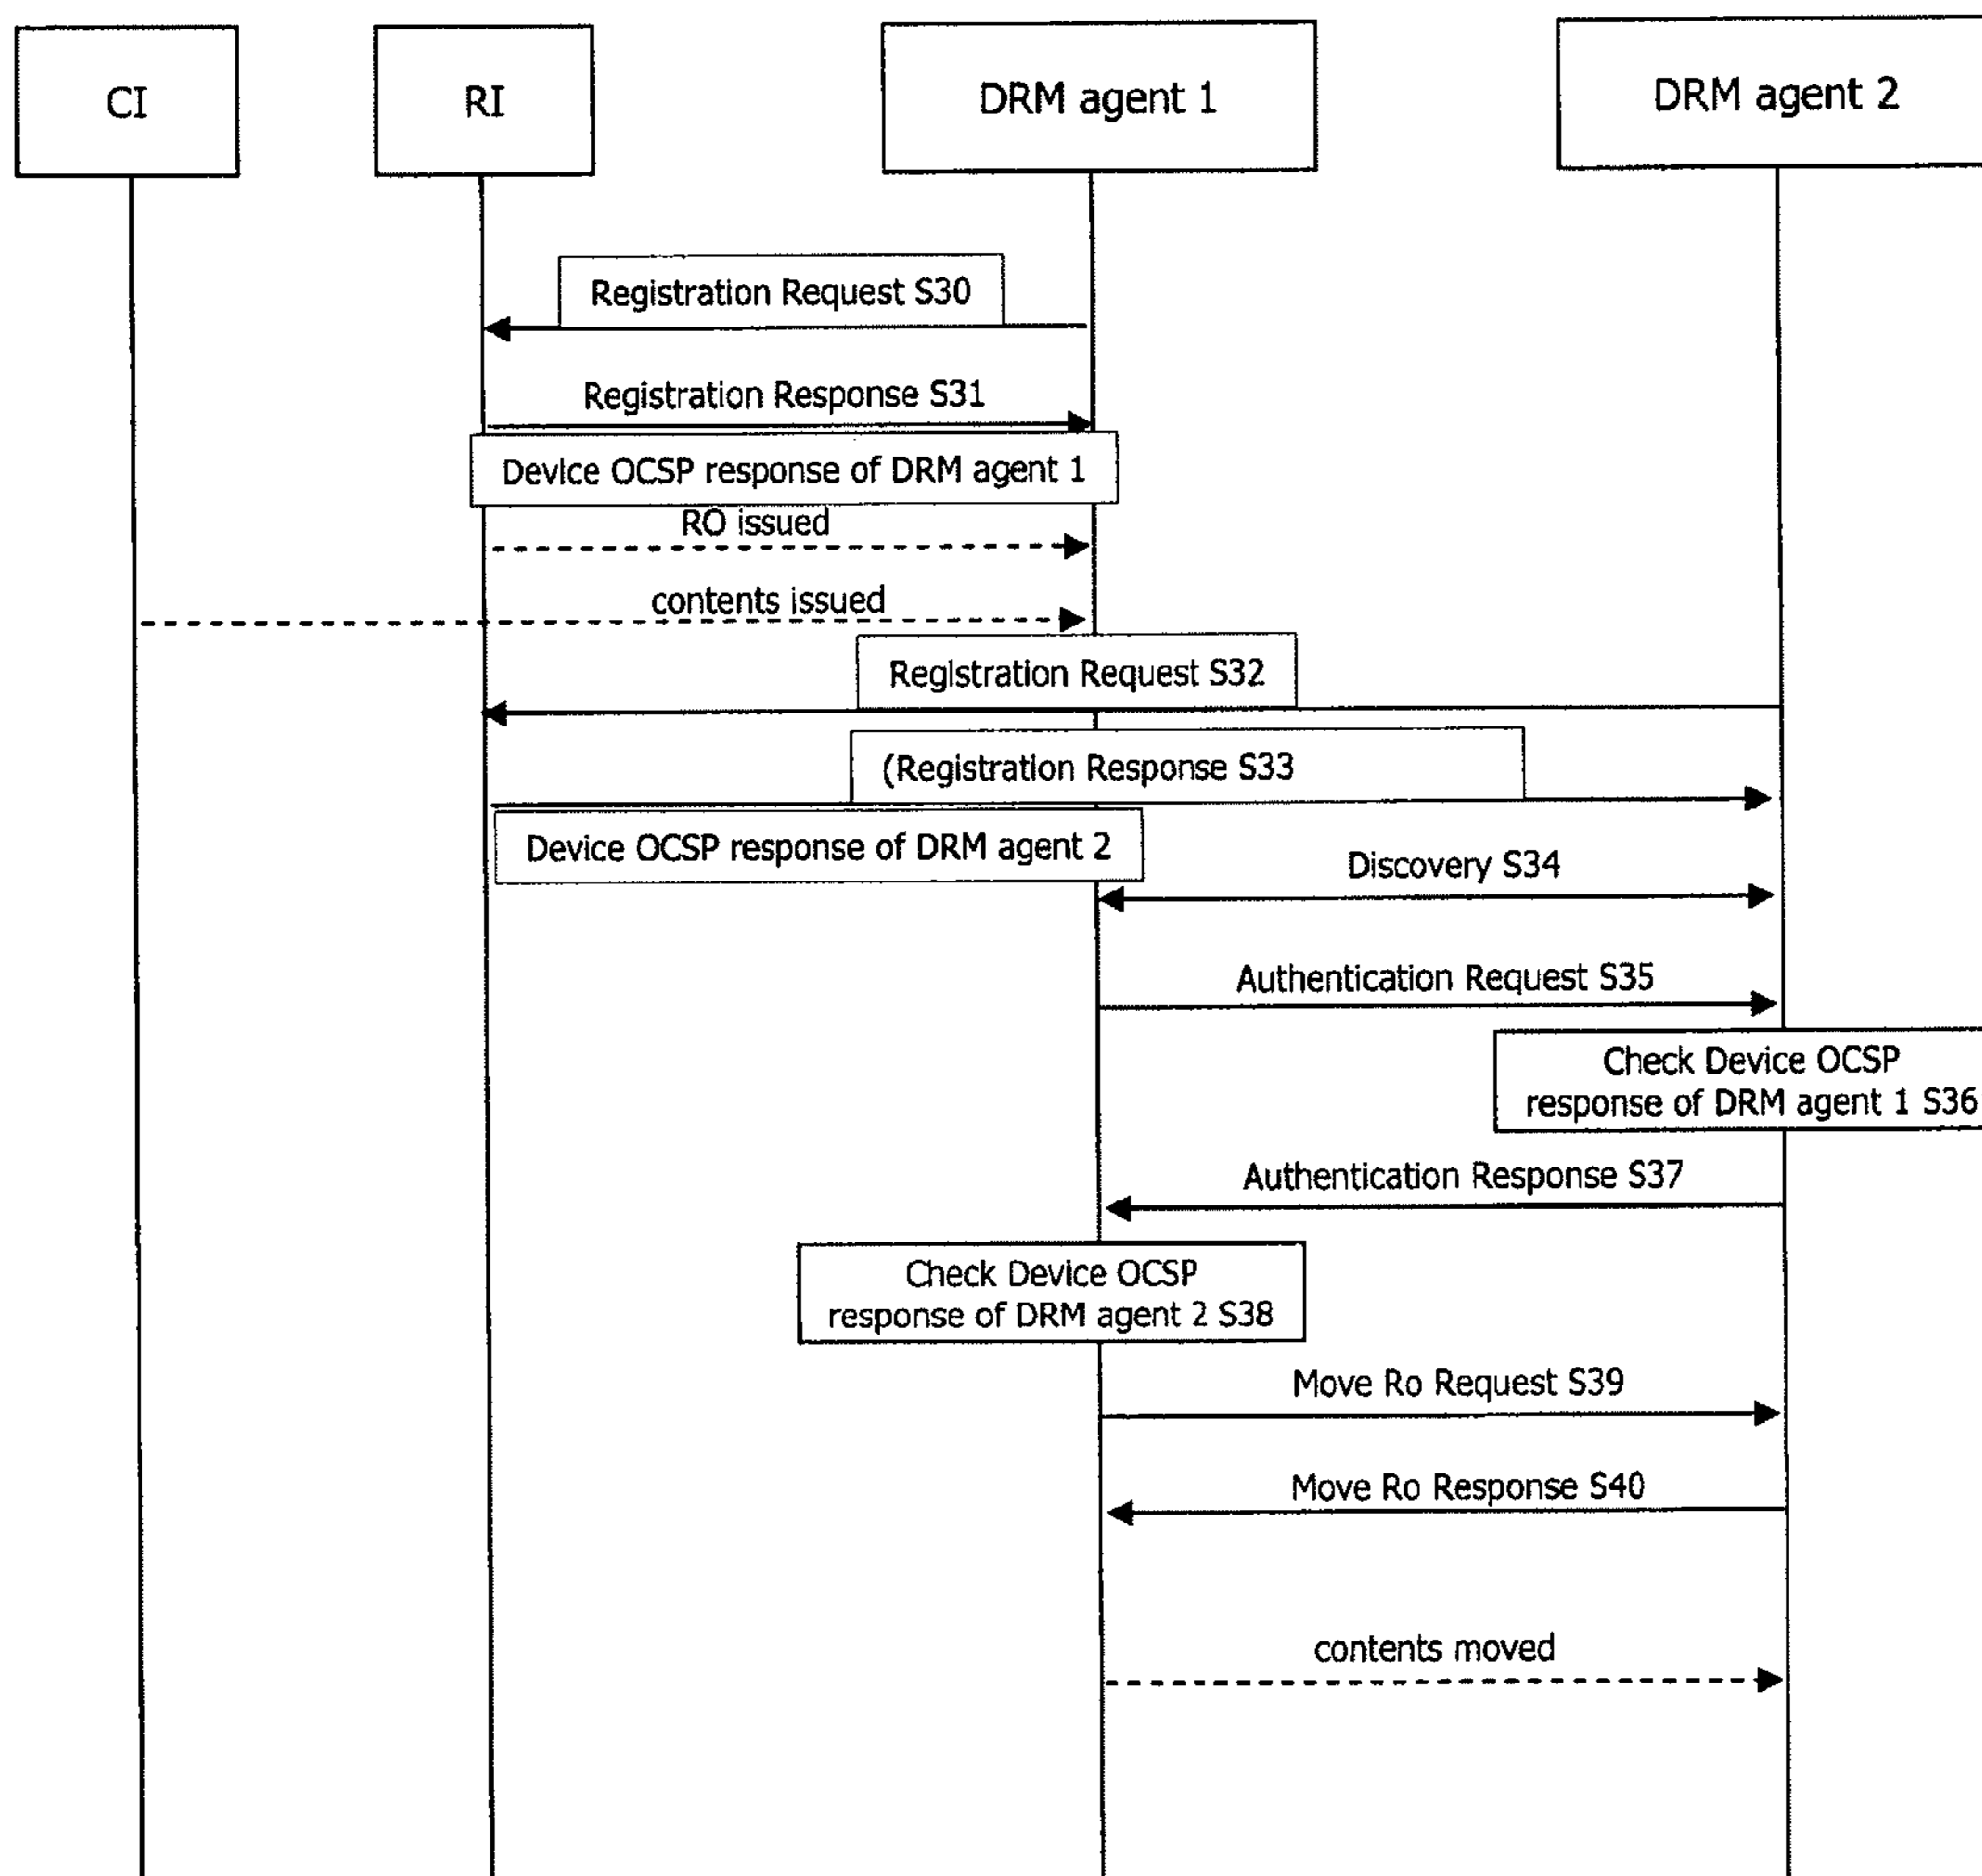 CI
RI
DRM agent 1
DRM agent 2
Registration Request S30
Registration Response S31
Device OCSP response of DRM agent 1
RO issued
contents issued
Registration Request S32
(Registration Response S33
Device OCSP response of DRM agent 2
Discovery S34
Authentication Request S35
Check Device OCSP
response of DRM agent 1 S36
Authentication Response S37
Check Device OCSP
response of DRM agent 2 S38
Move Ro Request S39
Move Ro Response S40
contents moved